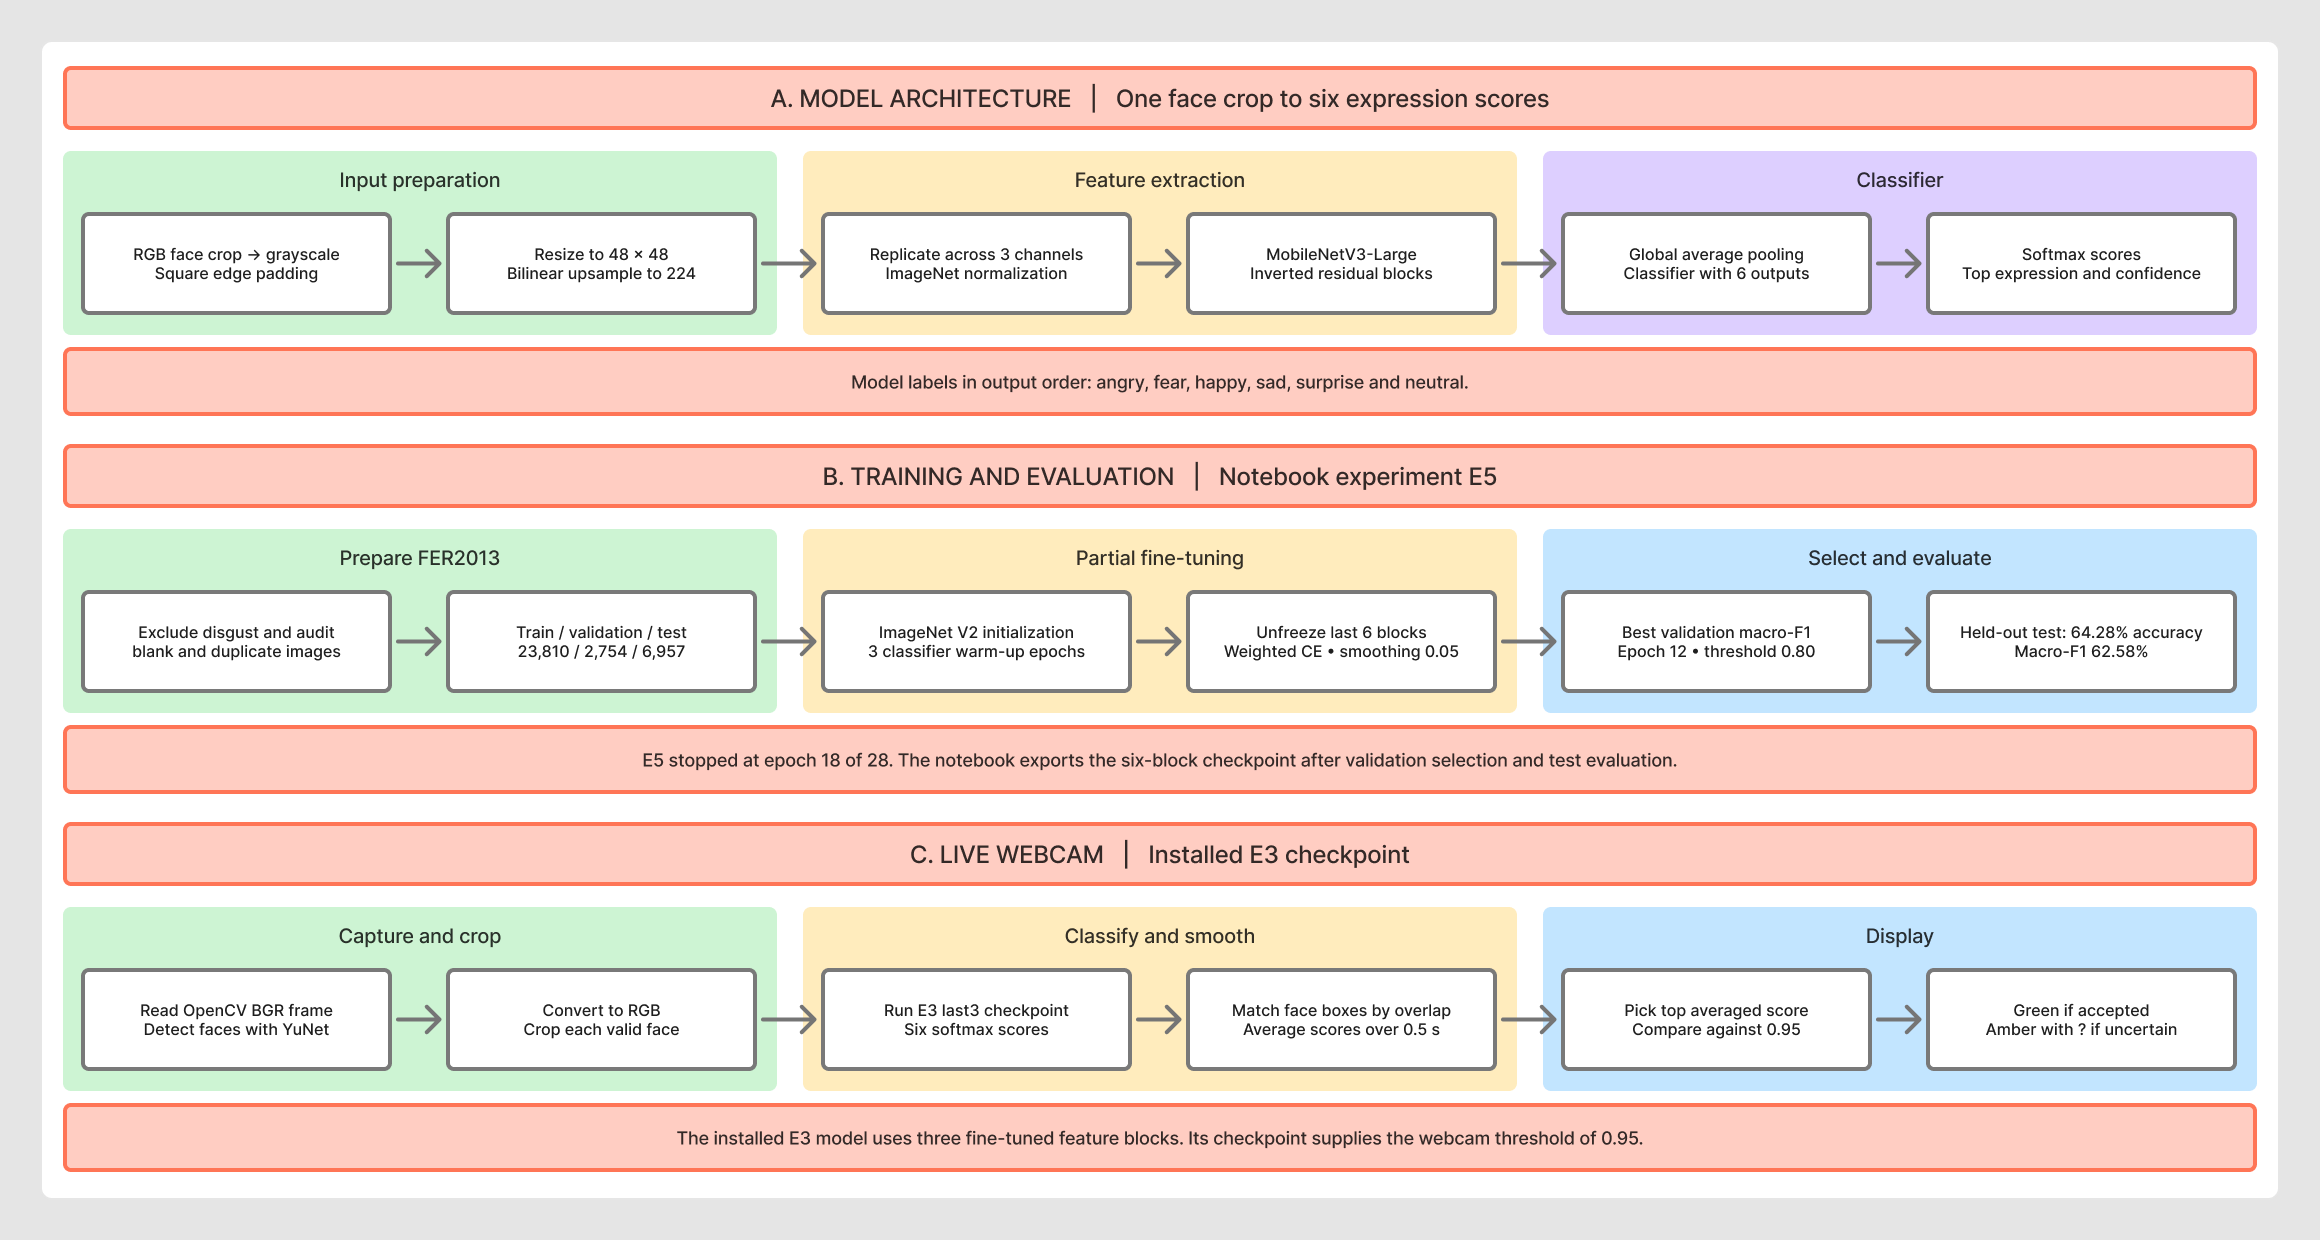 A. MODEL ARCHITECTURE | One face crop to six expression scores
Input preparation
RGB face crop → grayscale
Square edge padding
Resize to 48 × 48
Bilinear upsample to 224
Feature extraction
Replicate across 3 channels
ImageNet normalization
MobileNetV3-Large
Inverted residual blocks
Classifier
Global average pooling
Classifier with 6 outputs
Softmax scores
Top expression and confidence
Model labels in output order: angry, fear, happy, sad, surprise and neutral.
B. TRAINING AND EVALUATION | Notebook experiment E5
Prepare FER2013
Exclude disgust and audit
blank and duplicate images
Train / validation / test
23,810 / 2,754 / 6,957
Partial fine-tuning
ImageNet V2 initialization
3 classifier warm-up epochs
Unfreeze last 6 blocks
Weighted CE • smoothing 0.05
Select and evaluate
Best validation macro-F1
Epoch 12 • threshold 0.80
Held-out test: 64.28% accuracy
Macro-F1 62.58%
E5 stopped at epoch 18 of 28. The notebook exports the six-block checkpoint after validation selection and test evaluation.
C. LIVE WEBCAM | Installed E3 checkpoint
Capture and crop
Read OpenCV BGR frame
Detect faces with YuNet
Convert to RGB
Crop each valid face
Classify and smooth
Run E3 last3 checkpoint
Six softmax scores
Match face boxes by overlap
Average scores over 0.5 s
Display
Pick top averaged score
Compare against 0.95
Green if accepted
Amber with ? if uncertain
The installed E3 model uses three fine-tuned feature blocks. Its checkpoint supplies the webcam threshold of 0.95.